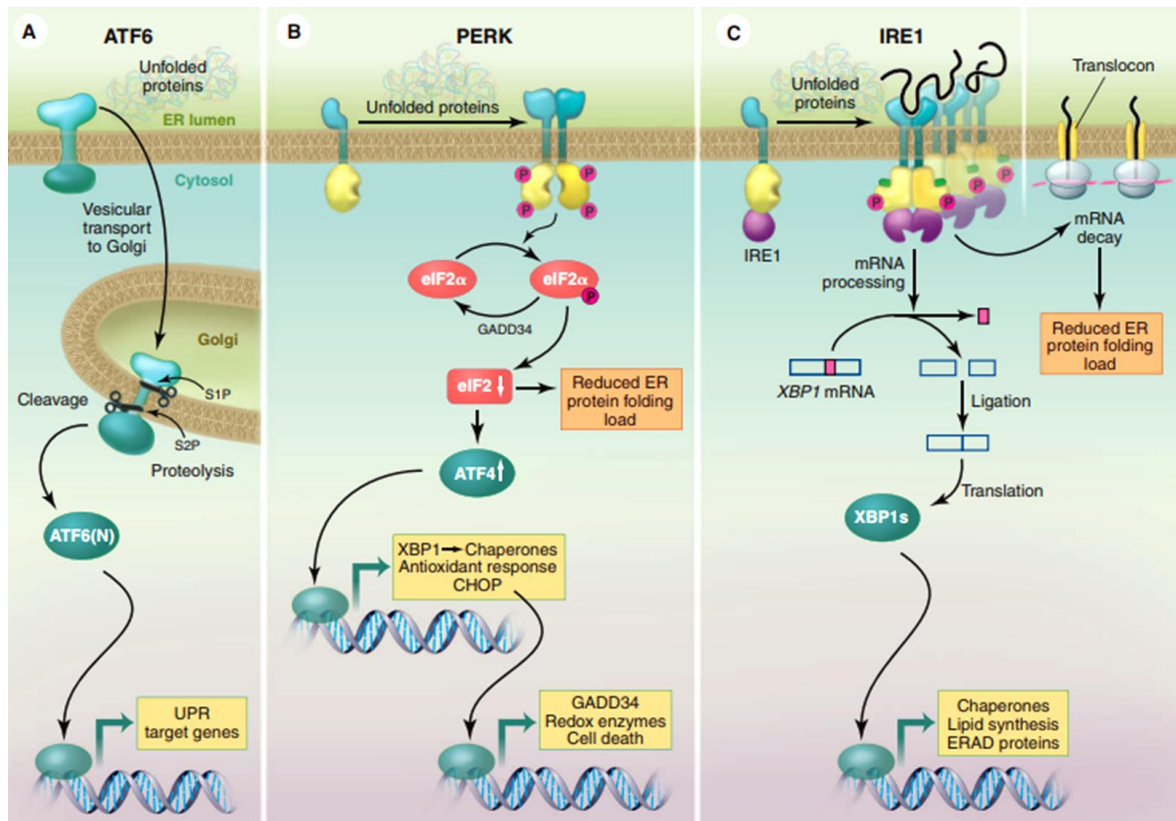 A
ATF6
Unfolded
proteins
ER lumen
Cytosol
Vesicular
transport
to Golgi
Golgi
S1P
Cleavage
S2P
Proteolysis
ATF6(N)
UPR
target genes
B
PERK
Unfolded proteins
P
P
P
P
eIF2α
eIF2α
P
GADD34
eIF2
Reduced ER
protein folding
load
ATF4
XBP1 → Chaperones
Antioxidant response
CHOP
GADD34
Redox enzymes
Cell death
C
IRE1
Unfolded
proteins
Translocon
P
P
P
P
IRE1
mRNA
decay
mRNA
processing
Reduced ER
protein folding
load
XBP1 mRNA
Ligation
Translation
XBP1s
Chaperones
Lipid synthesis
ERAD proteins